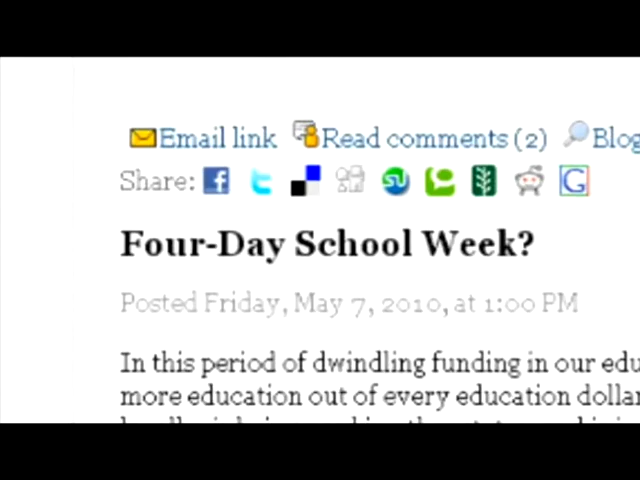 Email link Read comments (2) Blog
Share:
Four-Day School Week?
Posted Friday, May 7, 2010, at 1:00 PM
In this period of dwindling funding in our edu
more education out of every education dollar